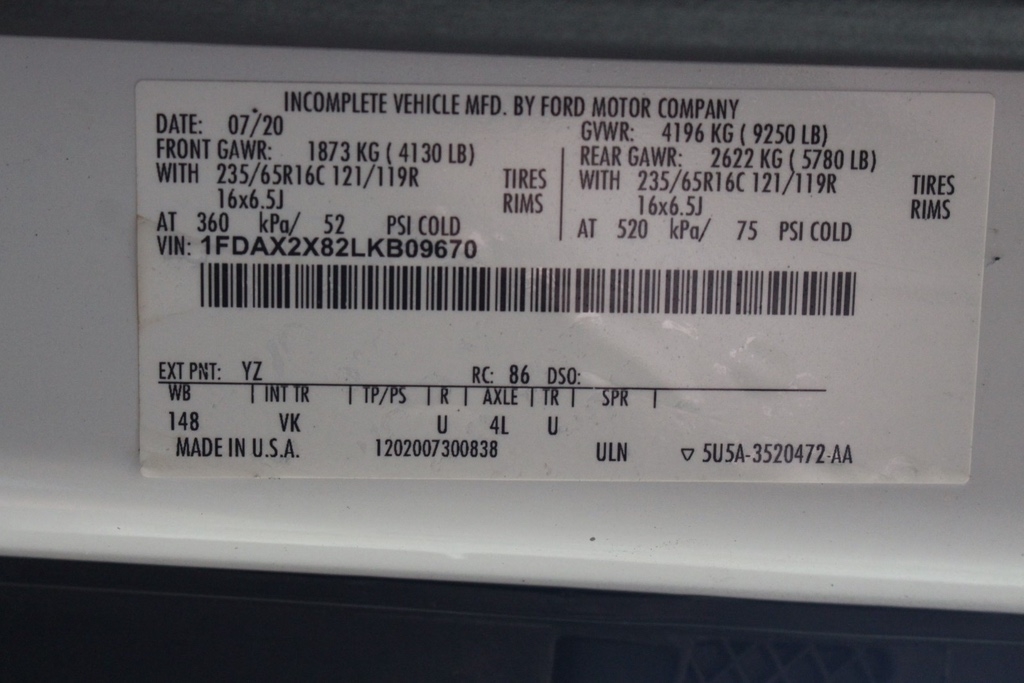 INCOMPLETE VEHICLE MFD. BY FORD MOTOR COMPANY
DATE: 07/20 GVWR: 4196 KG ( 9250 LB)
FRONT GAWR: 1873 KG ( 4130 LB) REAR GAWR: 2622 KG ( 5780 LB)
WITH 235/65R16C 121/119R TIRES WITH 235/65R16C 121/119R TIRES
16x6.5J RIMS 16x6.5J RIMS
AT 360 kPa/ 52 PSI COLD AT 520 kPa/ 75 PSI COLD
VIN: 1FDAX2X82LKB09670
EXT PNT: YZ RC: 86 DSO:
WB | INT TR | TP/PS | R | AXLE | TR | SPR |
148 VK U 4L U
MADE IN U.S.A. 1202007300838 ULN ▽ 5U5A-3520472-AA